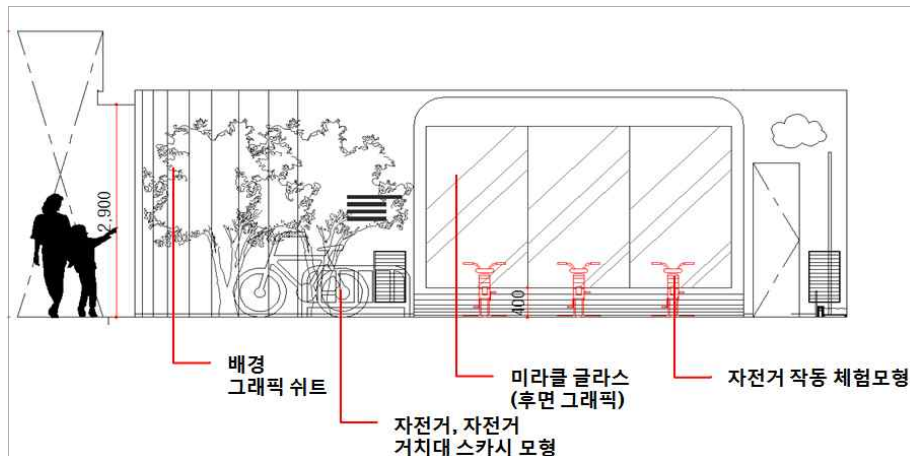 2,900
400
배경
그래픽 쉬트
자전거, 자전거
거치대 스카시 모형
미라클 글라스
(후면 그래픽)
자전거 작동 체험모형